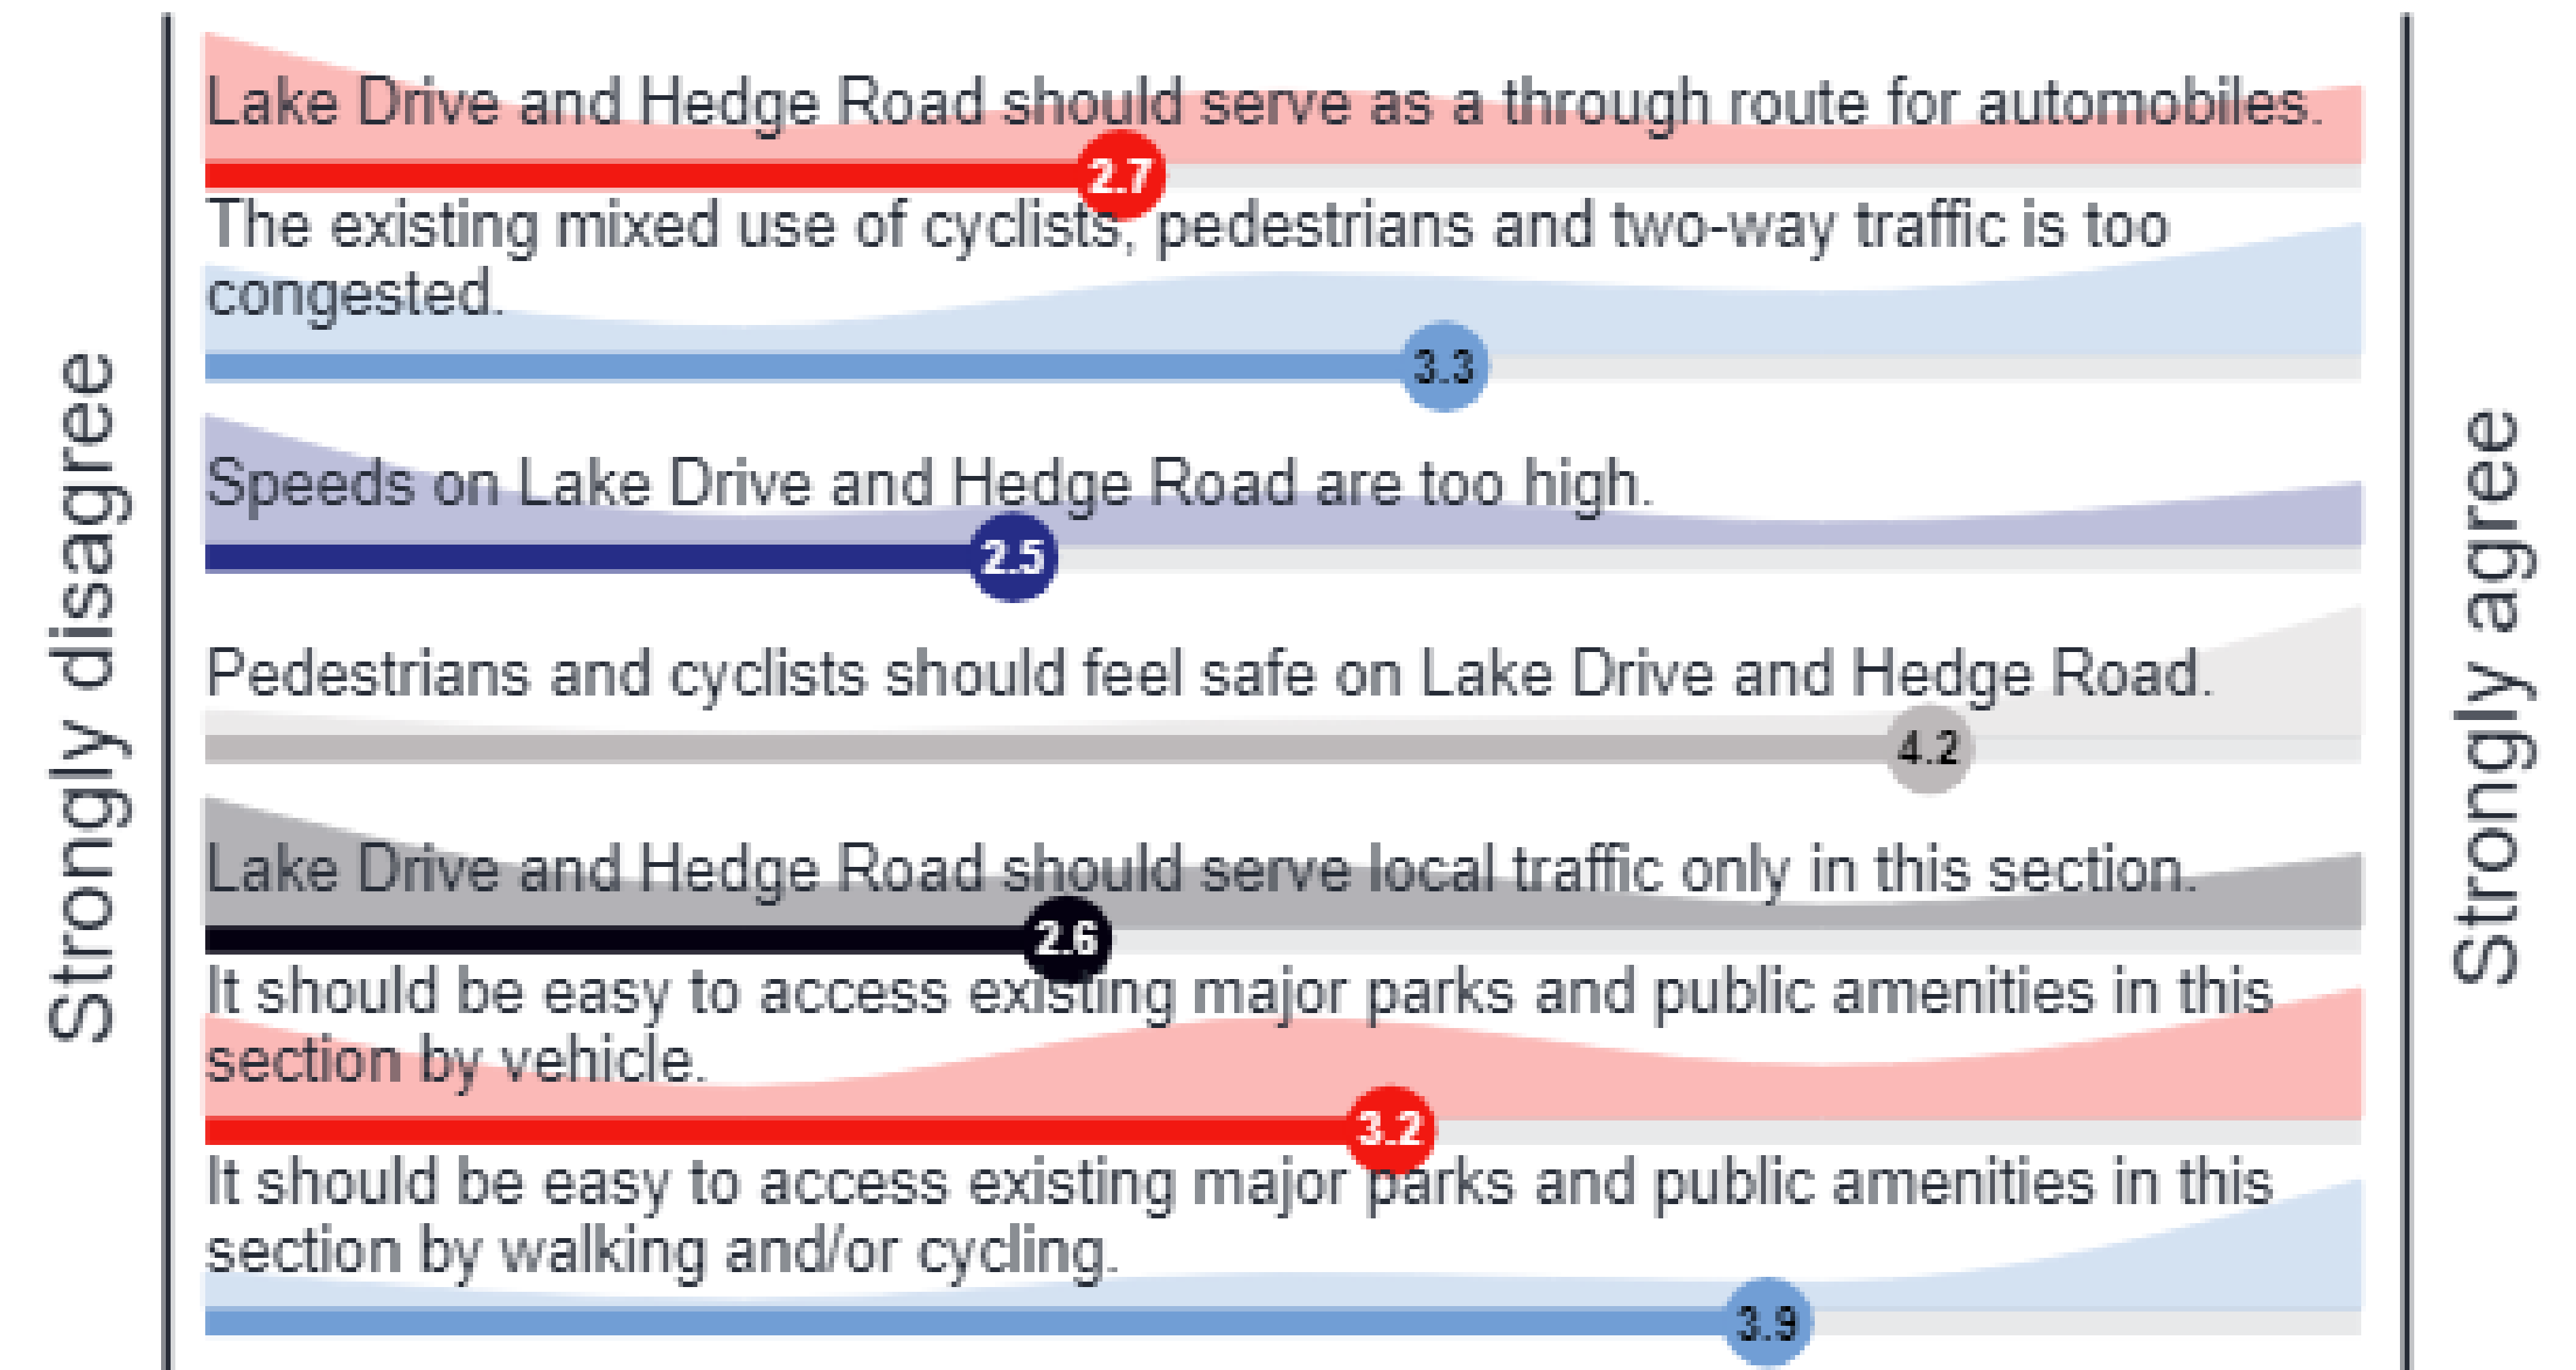 Strongly disagree
Lake Drive and Hedge Road should serve as a through route for automobiles.
2.7
The existing mixed use of cyclists, pedestrians and two-way traffic is too
congested.
3.3
Speeds on Lake Drive and Hedge Road are too high.
2.5
Pedestrians and cyclists should feel safe on Lake Drive and Hedge Road.
4.2
Lake Drive and Hedge Road should serve local traffic only in this section.
2.6
It should be easy to access existing major parks and public amenities in this
section by vehicle.
3.2
It should be easy to access existing major parks and public amenities in this
section by walking and/or cycling.
3.9
Strongly agree